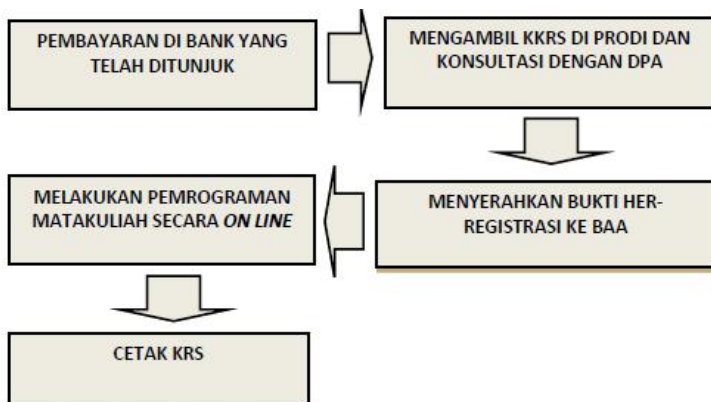 PEMBAYARAN DI BANK YANG
TELAH DITUNJUK
MENGAMBIL KKRS DI PRODI DAN
KONSULTASI DENGAN DPA
MENYERAHKAN BUKTI HER-
REGISTRASI KE BAA
MELAKUKAN PEMROGRAMAN
MATAKULIAH SECARA ON LINE
CETAK KRS